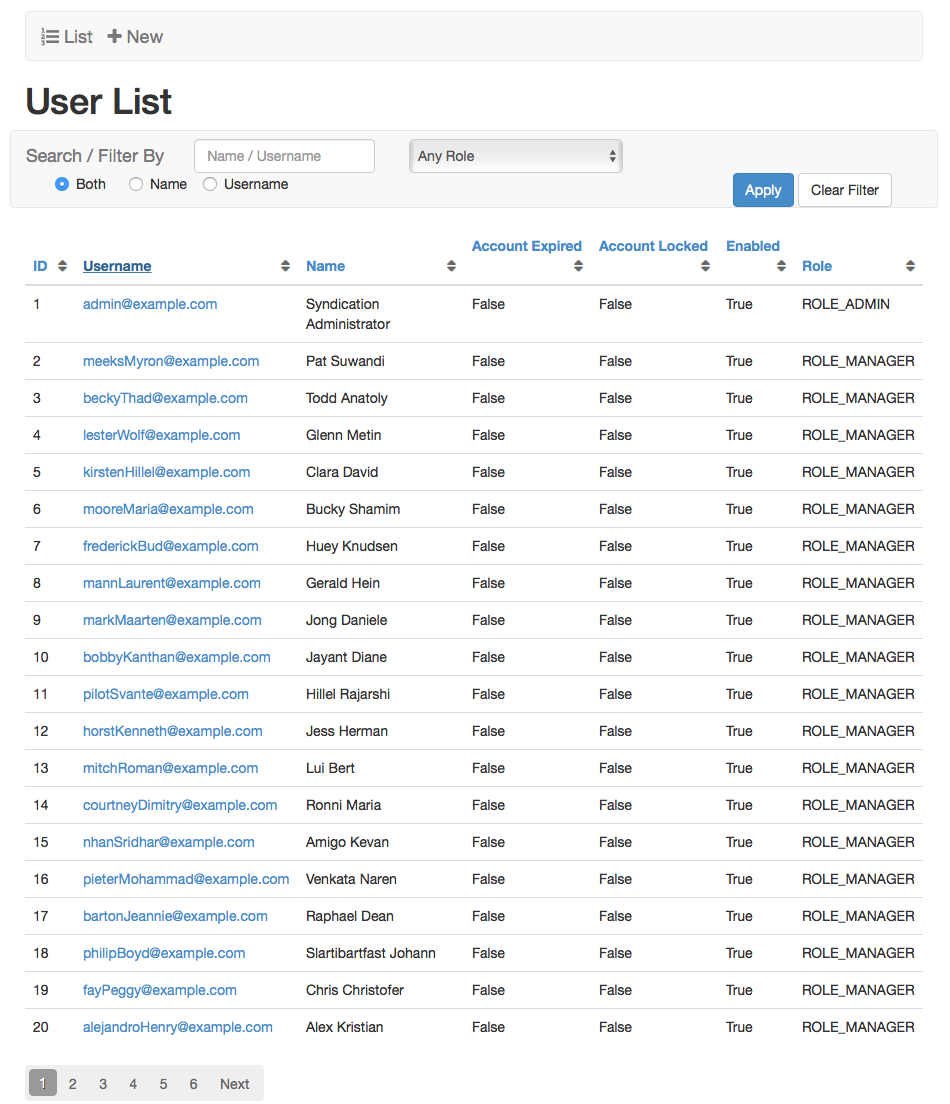 List New
User List
Search / Filter By Name / Username Any Role
Both Name Username
Apply Clear Filter
Account Expired Account Locked Enabled
ID Username Name Role
1 admin@example.com Syndication False False True ROLE_ADMIN
Administrator
2 meeksMyron@example.com Pat Suwandi False False True ROLE_MANAGER
3 beckyThad@example.com Todd Anatoly False False True ROLE_MANAGER
4 lesterWolf@example.com Glenn Metin False False True ROLE_MANAGER
5 kirstenHillel@example.com Clara David False False True ROLE_MANAGER
6 mooreMaria@example.com Bucky Shamim False False True ROLE_MANAGER
7 frederickBud@example.com Huey Knudsen False False True ROLE_MANAGER
8 mannLaurent@example.com Gerald Hein False False True ROLE_MANAGER
9 markMaarten@example.com Jong Daniele False False True ROLE_MANAGER
10 bobbyKanthan@example.com Jayant Diane False False True ROLE_MANAGER
11 pilotSvante@example.com Hillel Rajarshi False False True ROLE_MANAGER
12 horstKenneth@example.com Jess Herman False False True ROLE_MANAGER
13 mitchRoman@example.com Lui Bert False False True ROLE_MANAGER
14 courtneyDimitry@example.com Ronni Maria False False True ROLE_MANAGER
15 nhanSridhar@example.com Amigo Kevan False False True ROLE_MANAGER
16 pieterMohammad@example.com Venkata Naren False False True ROLE_MANAGER
17 bartonJeannie@example.com Raphael Dean False False True ROLE_MANAGER
18 philipBoyd@example.com Slartibartfast Johann False False True ROLE_MANAGER
19 fayPeggy@example.com Chris Christofer False False True ROLE_MANAGER
20 alejandroHenry@example.com Alex Kristian False False True ROLE_MANAGER
1 2 3 4 5 6 Next